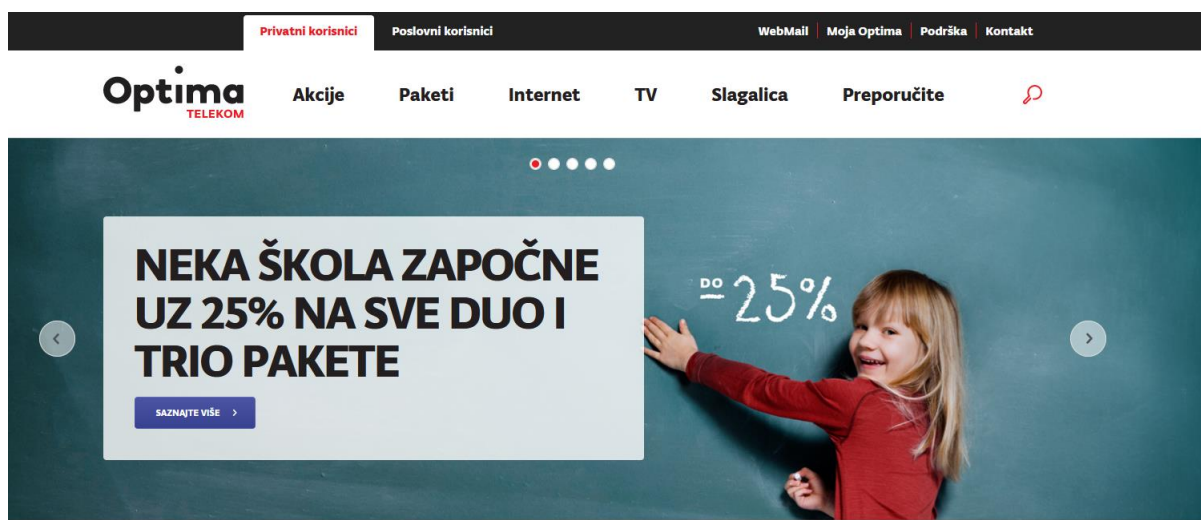 Privatni korisnici Poslovni korisnici WebMail Moja Optima Podrška Kontakt
Optima
TELEKOM
Akcije Paketi Internet TV Slagalica Preporučite
NEKA ŠKOLA ZAPOČNE
UZ 25% NA SVE DUO I
TRIO PAKETE
SAZNAJTE VIŠE
DO 25%